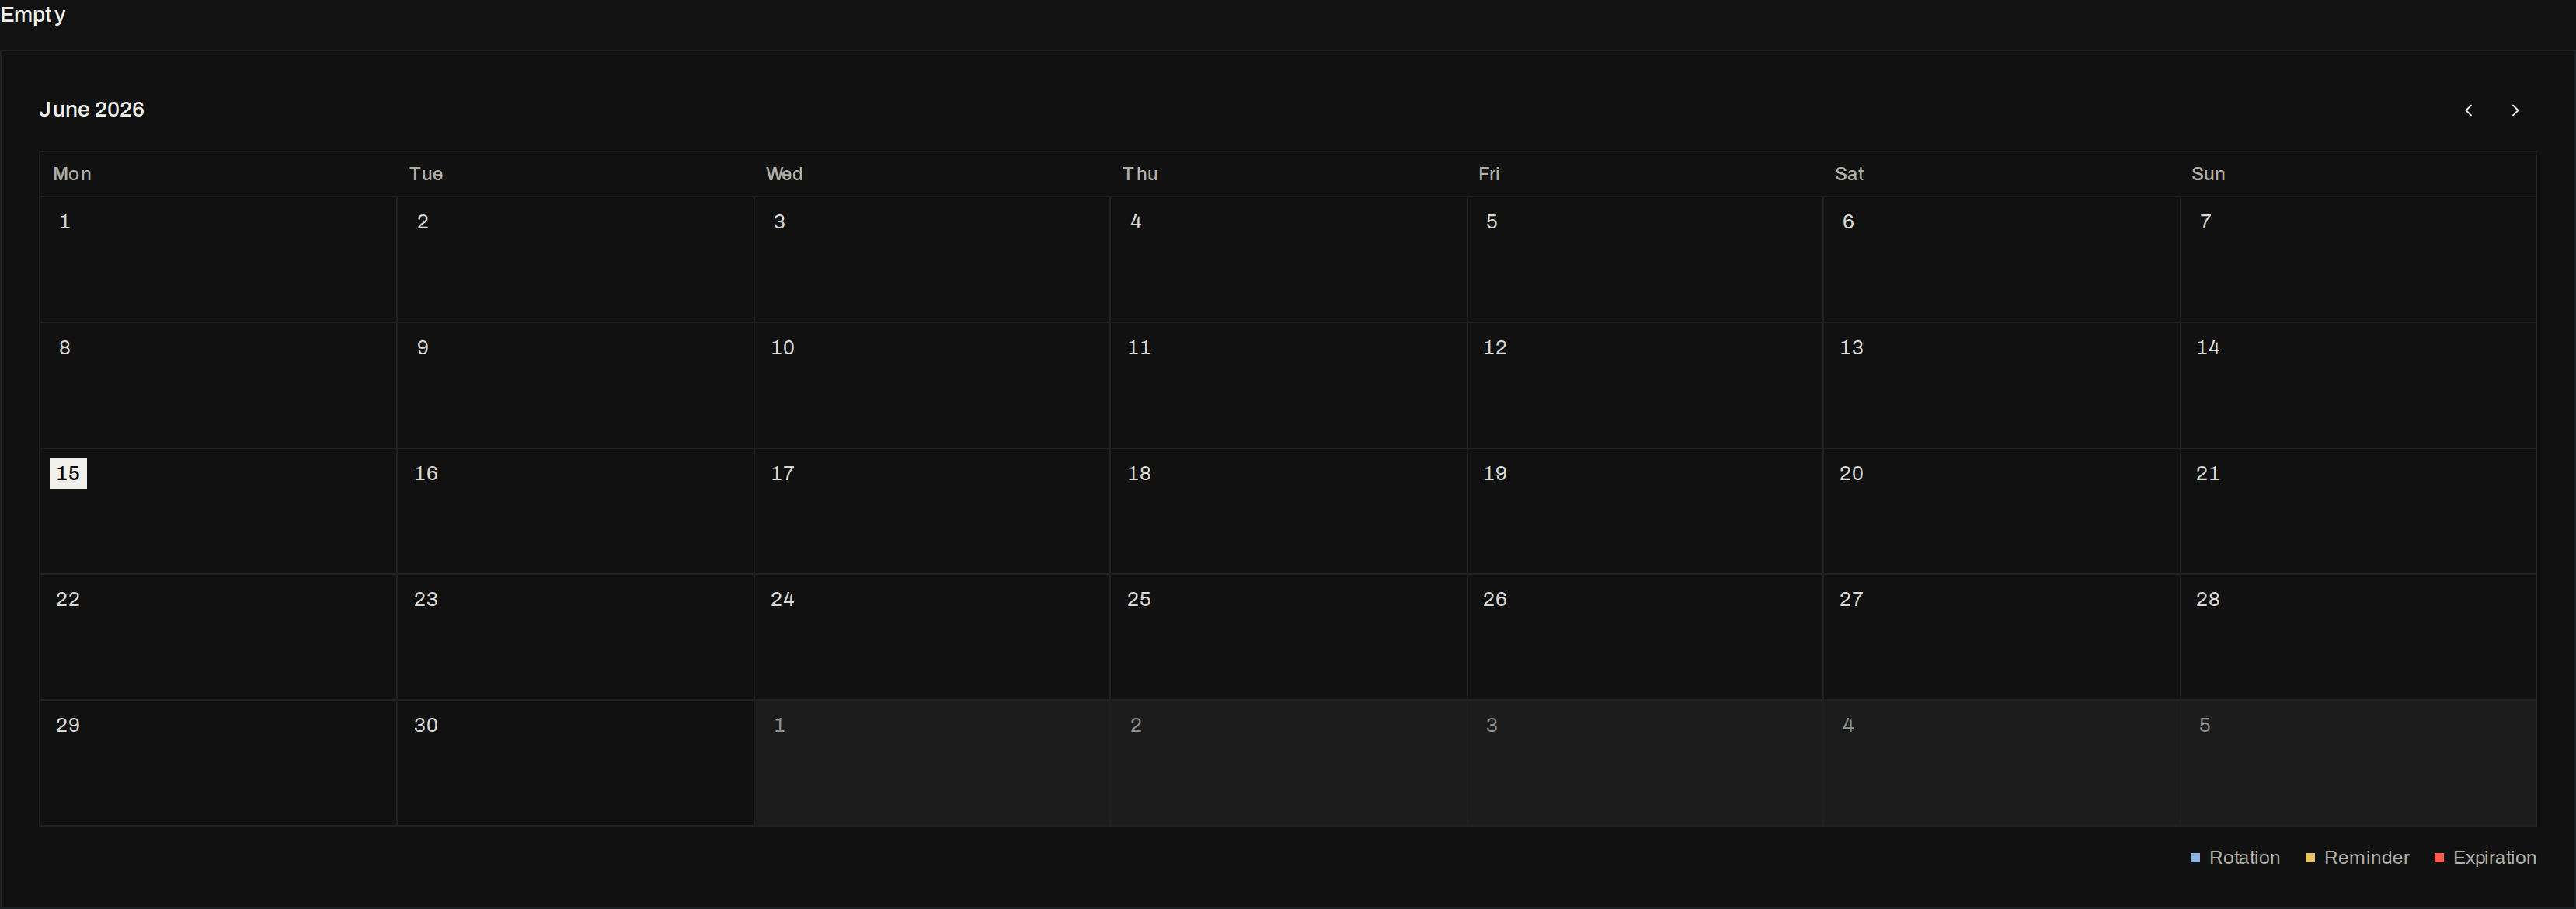 Empty
June 2026
Mon Tue Wed Thu Fri Sat Sun
1 2 3 4 5 6 7
8 9 10 11 12 13 14
15 16 17 18 19 20 21
22 23 24 25 26 27 28
29 30 1 2 3 4 5
Rotation Reminder Expiration